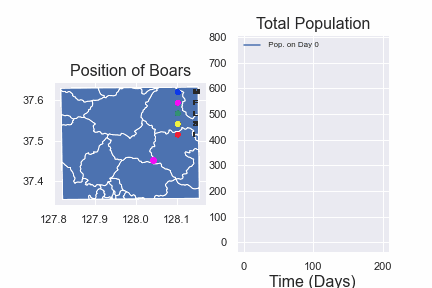 Position of Boars
37.6
37.5
37.4
127.8 127.9 128.0 128.1
Total Population
Pop. on Day 0
800
700
600
500
400
300
200
100
0
0 100 200
Time (Days)